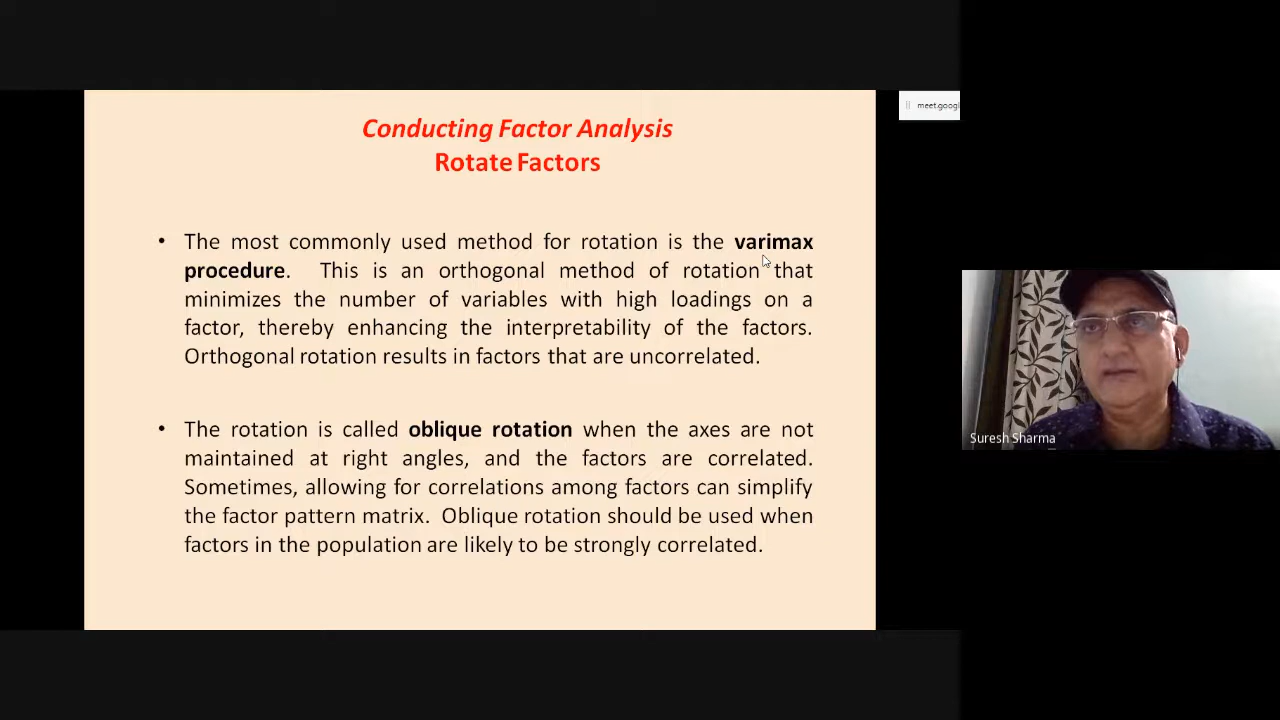 Conducting Factor Analysis
Rotate Factors
• The most commonly used method for rotation is the varimax
procedure. This is an orthogonal method of rotation that
minimizes the number of variables with high loadings on a
factor, thereby enhancing the interpretability of the factors.
Orthogonal rotation results in factors that are uncorrelated.
• The rotation is called oblique rotation when the axes are not
maintained at right angles, and the factors are correlated.
Sometimes, allowing for correlations among factors can simplify
the factor pattern matrix. Oblique rotation should be used when
factors in the population are likely to be strongly correlated.
meet.googl
Suresh Sharma